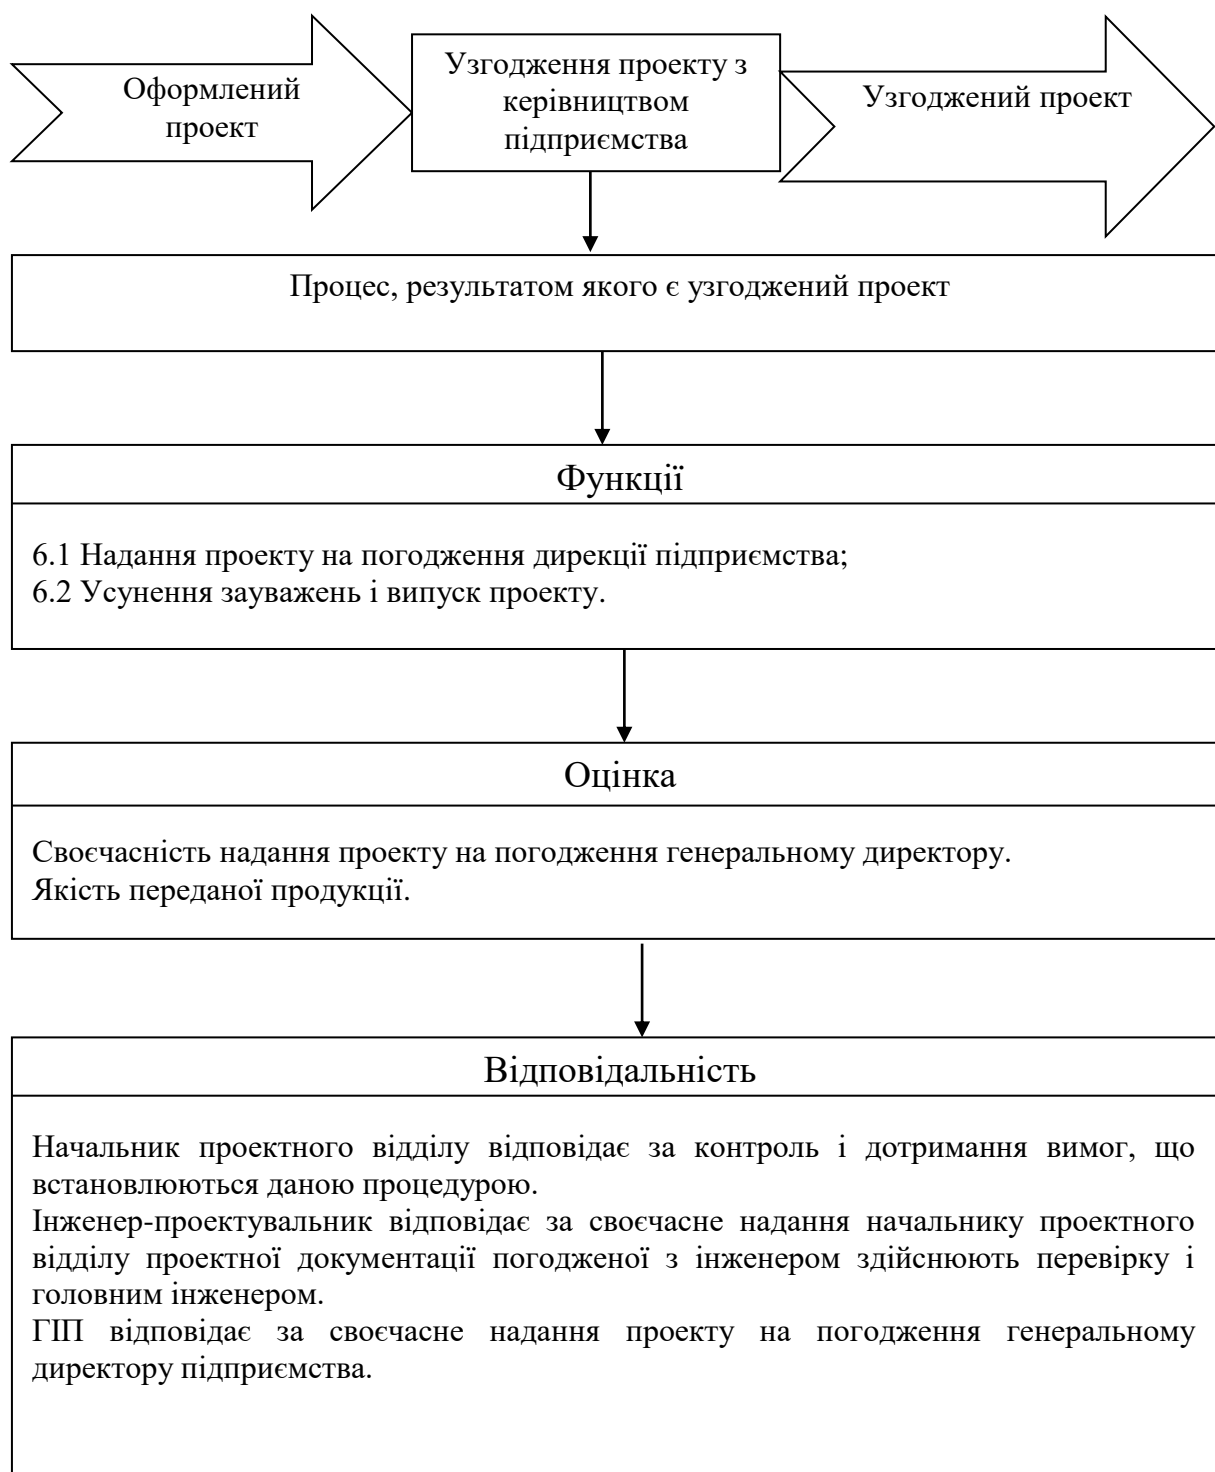 Оформлений
проект
Узгодження проекту з
керівництвом
підприємства
Узгоджений проект
Процес, результатом якого є узгоджений проект
Функції
6.1 Надання проекту на погодження дирекції підприємства;
6.2 Усунення зауважень і випуск проекту.
Оцінка
Своєчасність надання проекту на погодження генеральному директору.
Якість переданої продукції.
Відповідальність
Начальник проектного відділу відповідає за контроль і дотримання вимог, що
встановлюються даною процедурою.
Інженер-проектувальник відповідає за своєчасне надання начальнику проектного
відділу проектної документації погодженої з інженером здійснюють перевірку і
головним інженером.
ГІП відповідає за своєчасне надання проекту на погодження генеральному
директору підприємства.